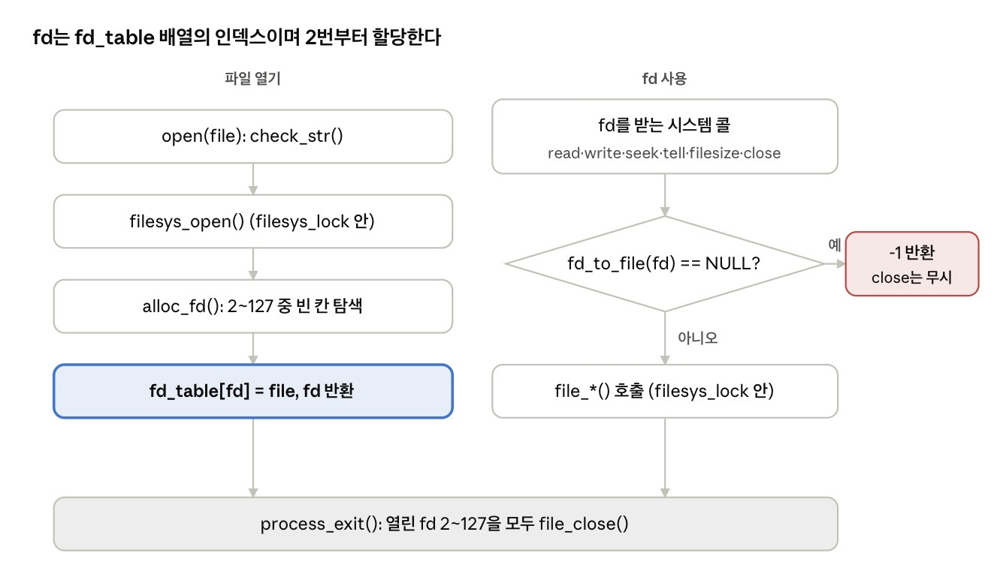 fd는 fd_table 배열의 인덱스이며 2번부터 할당한다
파일 열기
open(file): check_str()
filesys_open() (filesys_lock 안)
alloc_fd(): 2~127 중 빈 칸 탐색
fd_table[fd] = file, fd 반환
fd 사용
fd를 받는 시스템 콜
read·write·seek·tell·filesize·close
fd_to_file(fd) == NULL?
예
-1 반환
close는 무시
아니오
file_*() 호출 (filesys_lock 안)
process_exit(): 열린 fd 2~127을 모두 file_close()